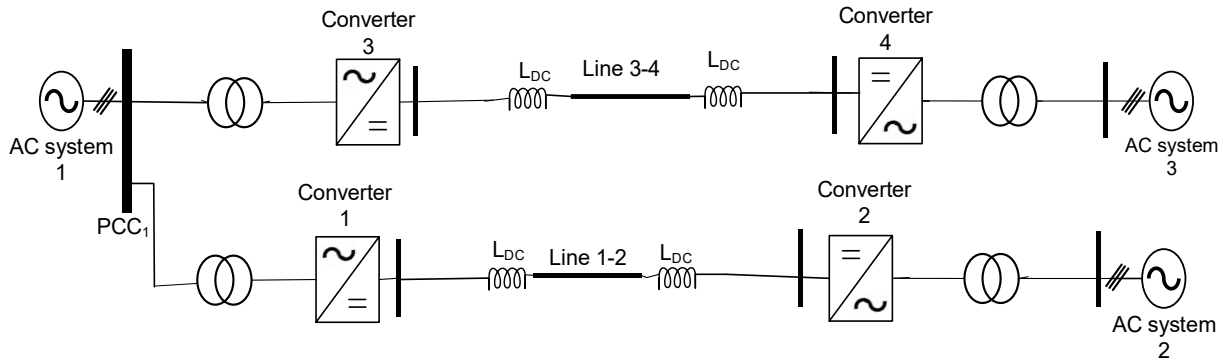 Converter
3
L_DC
Line 3-4
L_DC
Converter
4
AC system
1
PCC₁
AC system
3
Converter
1
L_DC
Line 1-2
L_DC
Converter
2
AC system
2